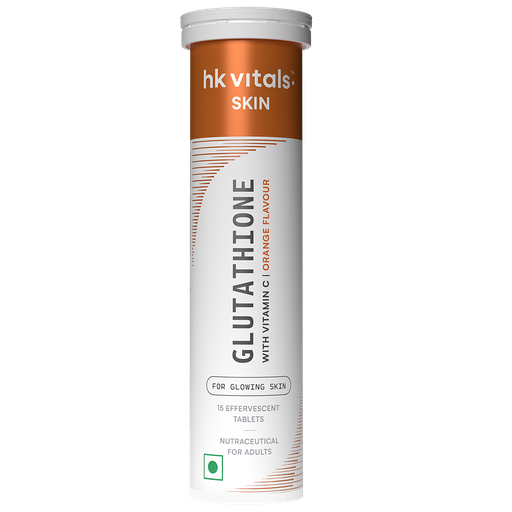 hk vitals
SKIN
GLUTATHIONE
WITH VITAMIN C | ORANGE FLAVOUR
FOR GLOWING SKIN
15 EFFERVESCENT
TABLETS
NUTRACEUTICAL
FOR ADULTS